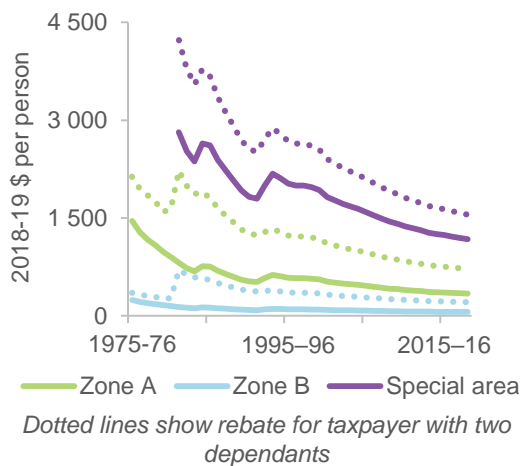 4 500
3 000
1 500
0
2018-19 $ per person
1975-76 1995–96 2015–16
Zone A Zone B Special area
Dotted lines show rebate for taxpayer with two
dependants